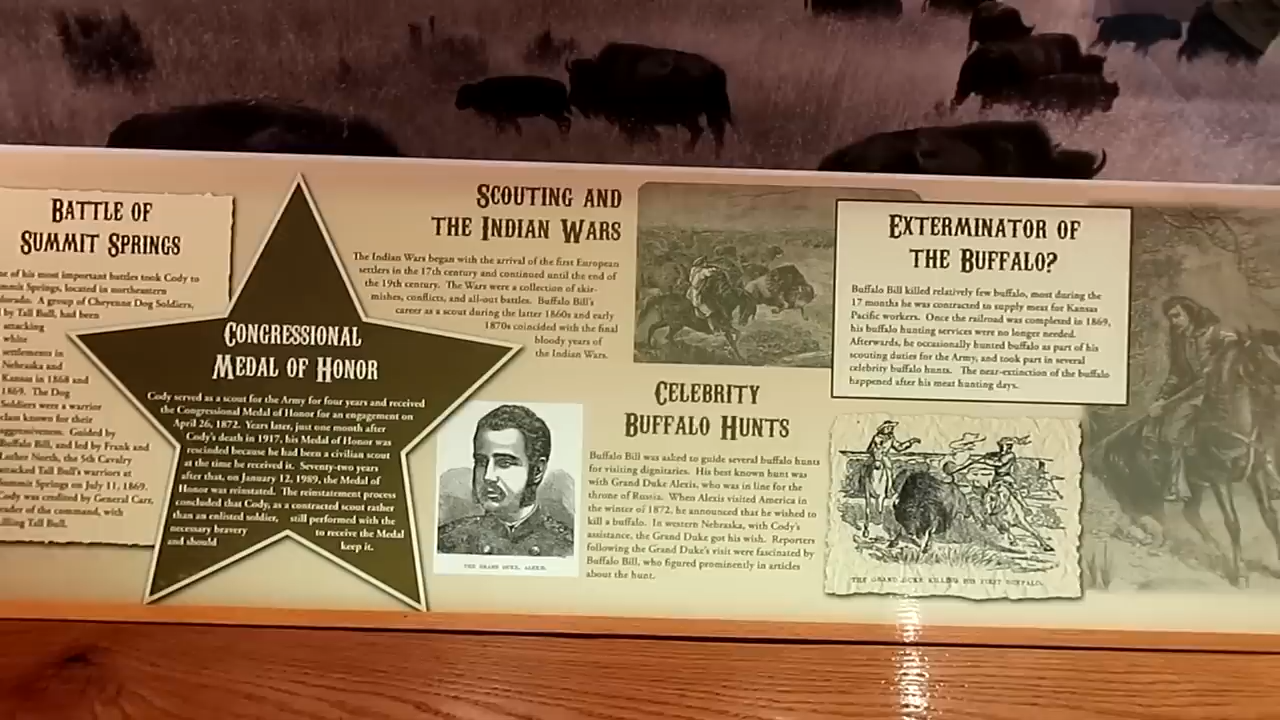 BATTLE OF
SUMMIT SPRINGS
of his most important battles took Cody to
Springs, located in northeastern
A group of Cheyenne Dog Soldiers,
by Tall Bull, had been
attacking
white
settlements in
Nebraska and
Kansas in 1868 and
1869. The Dog
Soldiers were a warrior
clan known for their
aggressiveness. Guided by
Buffalo Bill, and led by Frank and
Luther North, the 5th Cavalry
attacked Tall Bull's warriors at
Summit Springs on July 11, 1869.
Cody was credited by General Carr,
of the command, with
Tall Bull.
CONGRESSIONAL
MEDAL OF HONOR
Cody served as a scout for the Army for four years and received
the Congressional Medal of Honor for an engagement on
April 26, 1872. Years later, just one month after
Cody's death in 1917, his Medal of Honor was
rescinded because he had been a civilian scout
at the time he received it. Seventy-two years
after that, on January 12, 1989, the Medal of
Honor was reinstated. The reinstatement process
concluded that Cody, as a contracted scout rather
than an enlisted soldier, still performed with the
necessary bravery to receive the Medal
and should keep it.
SCOUTING AND
THE INDIAN WARS
The Indian Wars began with the arrival of the first European
settlers in the 17th century and continued until the end of
the 19th century. The Wars were a collection of skir-
mishes, conflicts, and all-out battles. Buffalo Bill's
career as a scout during the latter 1860s and early
1870s coincided with the final
bloody years of
the Indian Wars.
THE GRAND DUKE ALEXIS.
CELEBRITY
BUFFALO HUNTS
Buffalo Bill was asked to guide several buffalo hunts
for visiting dignitaries. His best known hunt was
with Grand Duke Alexis, who was in line for the
throne of Russia. When Alexis visited America in
the winter of 1872, he announced that he wished to
kill a buffalo. In western Nebraska, with Cody's
assistance, the Grand Duke got his wish. Reporters
following the Grand Duke's visit were fascinated by
Buffalo Bill, who figured prominently in articles
about the hunt.
EXTERMINATOR OF
THE BUFFALO?
Buffalo Bill killed relatively few buffalo, most during the
17 months he was contracted to supply meat for Kansas
Pacific workers. Once the railroad was completed in 1869,
his buffalo hunting services were no longer needed.
Afterwards, he occasionally hunted buffalo as part of his
scouting duties for the Army, and took part in several
celebrity buffalo hunts. The near-extinction of the buffalo
happened after his meat hunting days.
THE GRAND DUKE KILLING HIS FIRST BUFFALO.